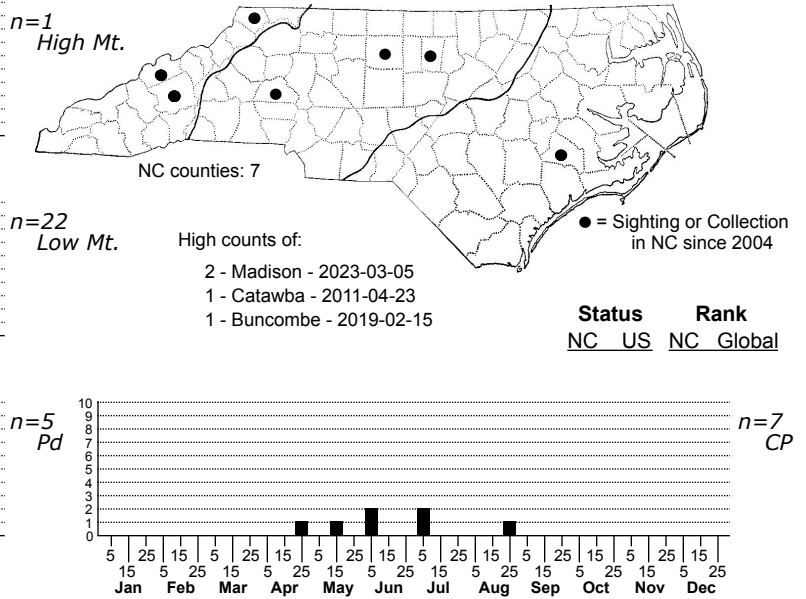 n=1
High Mt.
NC counties: 7
n=22
Low Mt.
High counts of:
2 - Madison - 2023-03-05
1 - Catawba - 2011-04-23
1 - Buncombe - 2019-02-15
● = Sighting or Collection
in NC since 2004
Status Rank
NC US NC Global
n=5
Pd
n=7
CP
10
9
8
7
6
5
4
3
2
1
0
5 25 15 5 25 15 5 25 15 5 25 15 5 25 15 5 25 15
15 5 25 15 5 25 15 5 25 15 5 25 15 5 25 15 5 25
Jan Feb Mar Apr May Jun Jul Aug Sep Oct Nov Dec